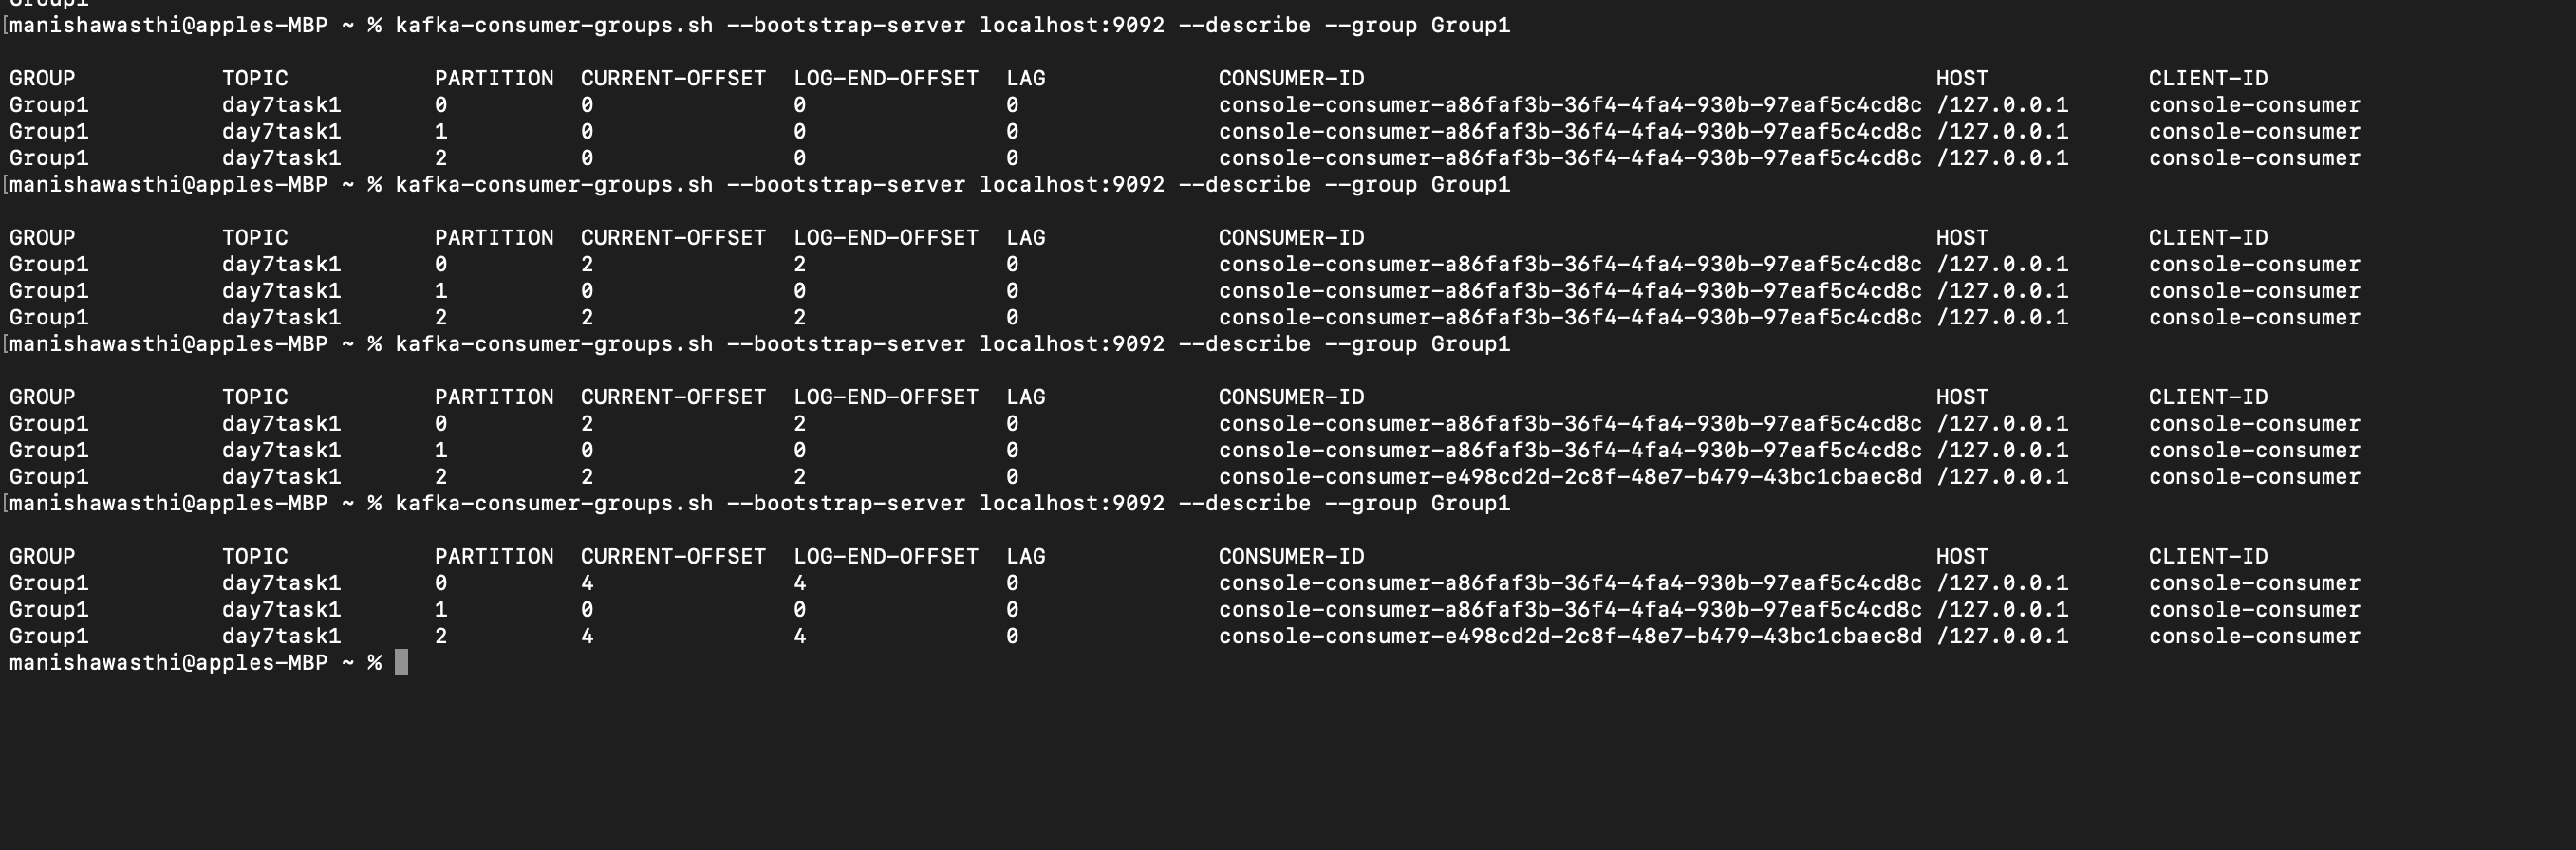 Group1
[manishawasthi@apples-MBP ~ % kafka-consumer-groups.sh --bootstrap-server localhost:9092 --describe --group Group1
GROUP TOPIC PARTITION CURRENT-OFFSET LOG-END-OFFSET LAG CONSUMER-ID HOST CLIENT-ID
Group1 day7task1 0 0 0 0 console-consumer-a86faf3b-36f4-4fa4-930b-97eaf5c4cd8c /127.0.0.1 console-consumer
Group1 day7task1 1 0 0 0 console-consumer-a86faf3b-36f4-4fa4-930b-97eaf5c4cd8c /127.0.0.1 console-consumer
Group1 day7task1 2 0 0 0 console-consumer-a86faf3b-36f4-4fa4-930b-97eaf5c4cd8c /127.0.0.1 console-consumer
[manishawasthi@apples-MBP ~ % kafka-consumer-groups.sh --bootstrap-server localhost:9092 --describe --group Group1
GROUP TOPIC PARTITION CURRENT-OFFSET LOG-END-OFFSET LAG CONSUMER-ID HOST CLIENT-ID
Group1 day7task1 0 2 2 0 console-consumer-a86faf3b-36f4-4fa4-930b-97eaf5c4cd8c /127.0.0.1 console-consumer
Group1 day7task1 1 0 0 0 console-consumer-a86faf3b-36f4-4fa4-930b-97eaf5c4cd8c /127.0.0.1 console-consumer
Group1 day7task1 2 2 2 0 console-consumer-a86faf3b-36f4-4fa4-930b-97eaf5c4cd8c /127.0.0.1 console-consumer
[manishawasthi@apples-MBP ~ % kafka-consumer-groups.sh --bootstrap-server localhost:9092 --describe --group Group1
GROUP TOPIC PARTITION CURRENT-OFFSET LOG-END-OFFSET LAG CONSUMER-ID HOST CLIENT-ID
Group1 day7task1 0 2 2 0 console-consumer-a86faf3b-36f4-4fa4-930b-97eaf5c4cd8c /127.0.0.1 console-consumer
Group1 day7task1 1 0 0 0 console-consumer-a86faf3b-36f4-4fa4-930b-97eaf5c4cd8c /127.0.0.1 console-consumer
Group1 day7task1 2 2 2 0 console-consumer-e498cd2d-2c8f-48e7-b479-43bc1cbaec8d /127.0.0.1 console-consumer
[manishawasthi@apples-MBP ~ % kafka-consumer-groups.sh --bootstrap-server localhost:9092 --describe --group Group1
GROUP TOPIC PARTITION CURRENT-OFFSET LOG-END-OFFSET LAG CONSUMER-ID HOST CLIENT-ID
Group1 day7task1 0 4 4 0 console-consumer-a86faf3b-36f4-4fa4-930b-97eaf5c4cd8c /127.0.0.1 console-consumer
Group1 day7task1 1 0 0 0 console-consumer-a86faf3b-36f4-4fa4-930b-97eaf5c4cd8c /127.0.0.1 console-consumer
Group1 day7task1 2 4 4 0 console-consumer-e498cd2d-2c8f-48e7-b479-43bc1cbaec8d /127.0.0.1 console-consumer
manishawasthi@apples-MBP ~ %